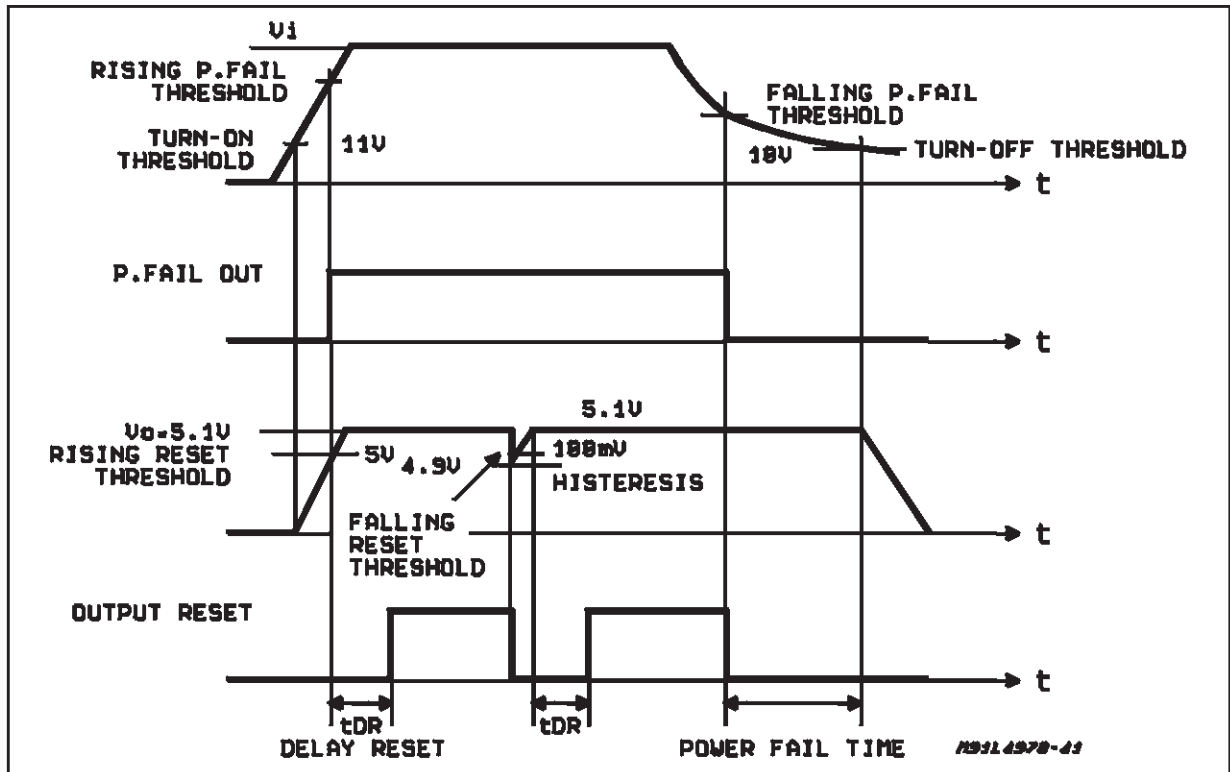 Vi
RISING P.FAIL
THRESHOLD
FALLING P.FAIL
THRESHOLD
TURN-ON
THRESHOLD
11V
10V
TURN-OFF THRESHOLD
t
P.FAIL OUT
t
5.1V
Vo=5.1V
RISING RESET
THRESHOLD
5V
4.9V
100mV
HISTERESIS
FALLING
RESET
THRESHOLD
t
OUTPUT RESET
t
tDR
tDR
DELAY RESET
POWER FAIL TIME